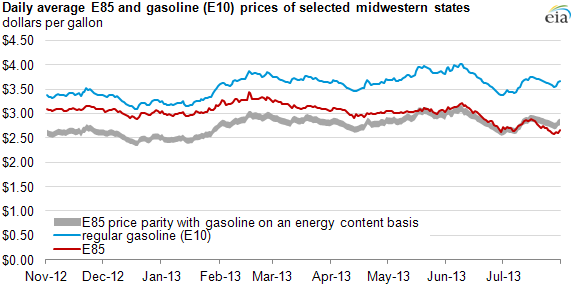 Daily average E85 and gasoline (E10) prices of selected midwestern states
dollars per gallon
eia
$4.50
$4.00
$3.50
$3.00
$2.50
$2.00
$1.50
$1.00
$0.50
$0.00
E85 price parity with gasoline on an energy content basis
regular gasoline (E10)
E85
Nov-12 Dec-12 Jan-13 Feb-13 Mar-13 Apr-13 May-13 Jun-13 Jul-13